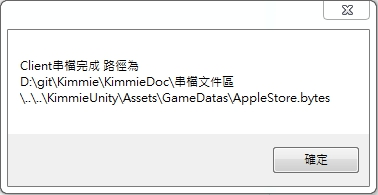 Client串檔完成 路徑為
D:\git\Kimmie\KimmieDoc\串檔文件區
\..\..\KimmieUnity\Assets\GameDatas\AppleStore.bytes
確定